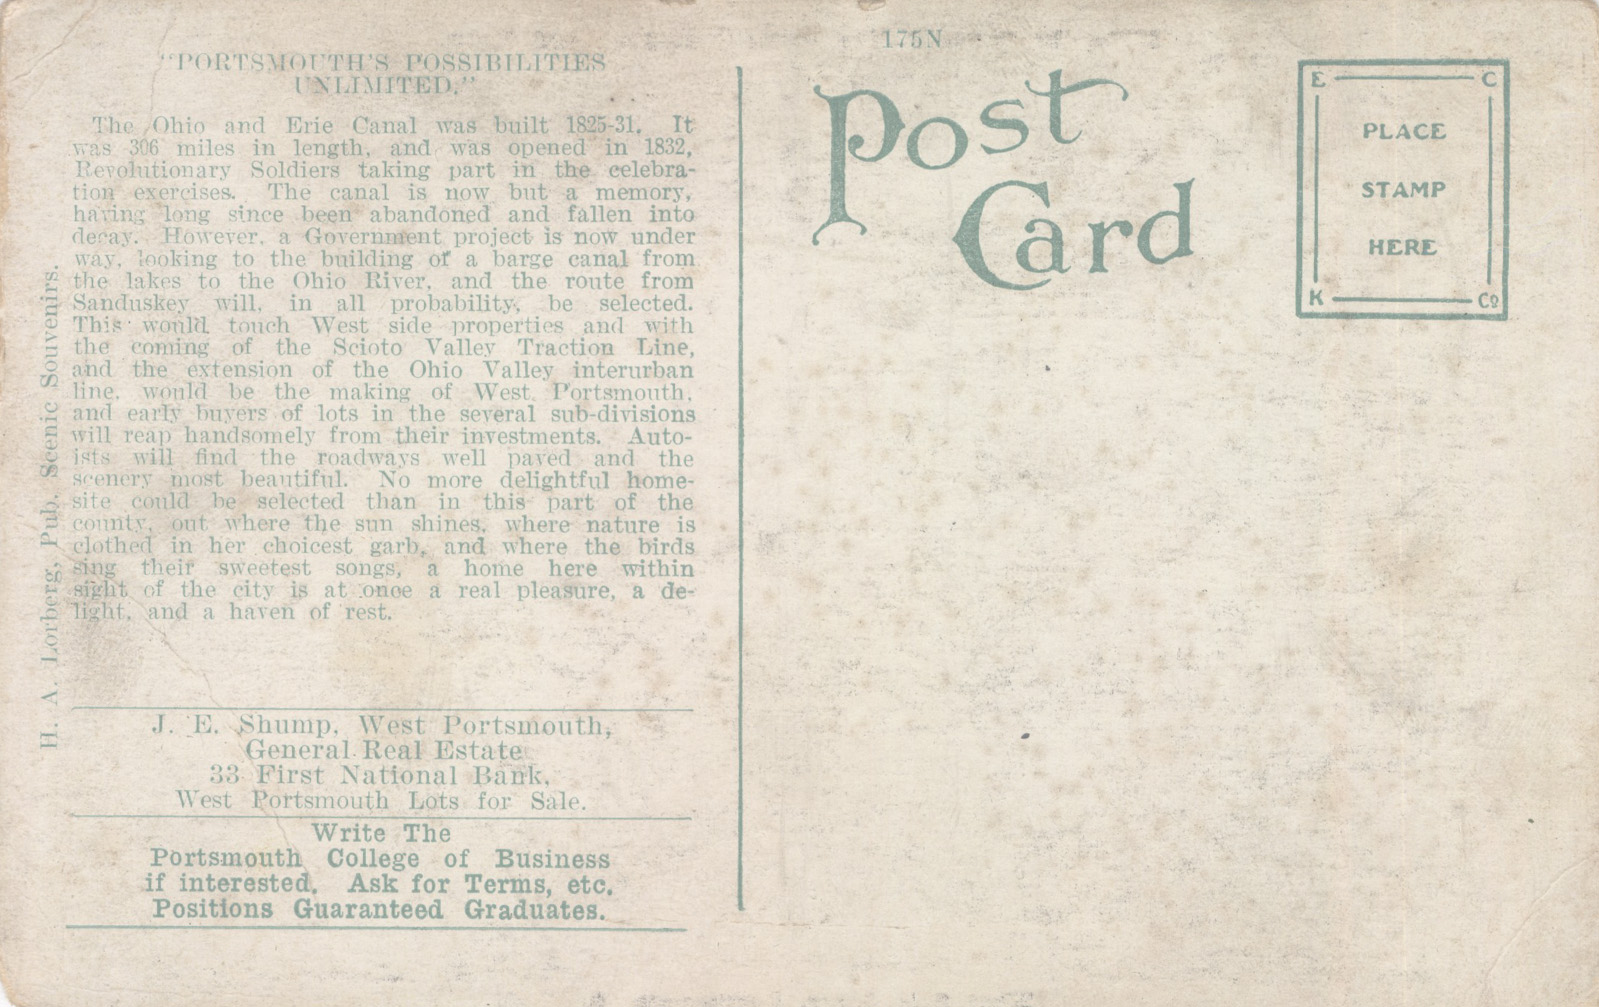 "PORTSMOUTH'S POSSIBILITIES
UNLIMITED."
The Ohio and Erie Canal was built 1825-31. It
was 306 miles in length, and was opened in 1832,
Revolutionary Soldiers taking part in the celebra-
tion exercises. The canal is now but a memory,
having long since been abandoned and fallen into
decay. However, a Government project is now under
way, looking to the building of a barge canal from
the lakes to the Ohio River, and the route from
Sanduskey will, in all probability, be selected.
This would touch West side properties and with
the coming of the Scioto Valley Traction Line,
and the extension of the Ohio Valley interurban
line, would be the making of West Portsmouth,
and early buyers of lots in the several sub-divisions
will reap handsomely from their investments. Auto-
ists will find the roadways well paved and the
scenery most beautiful. No more delightful home-
site could be selected than in this part of the
county, out where the sun shines, where nature is
clothed in her choicest garb, and where the birds
sing their sweetest songs, a home here within
sight of the city is at once a real pleasure, a de-
light, and a haven of rest.
J. E. Shump, West Portsmouth,
General Real Estate
33 First National Bank.
West Portsmouth Lots for Sale.
Write The
Portsmouth College of Business
if interested. Ask for Terms, etc.
Positions Guaranteed Graduates.
H. A. Lorberg, Pub. Scenic Souvenirs.
175N
Post
Card
E C
PLACE
STAMP
HERE
K Co